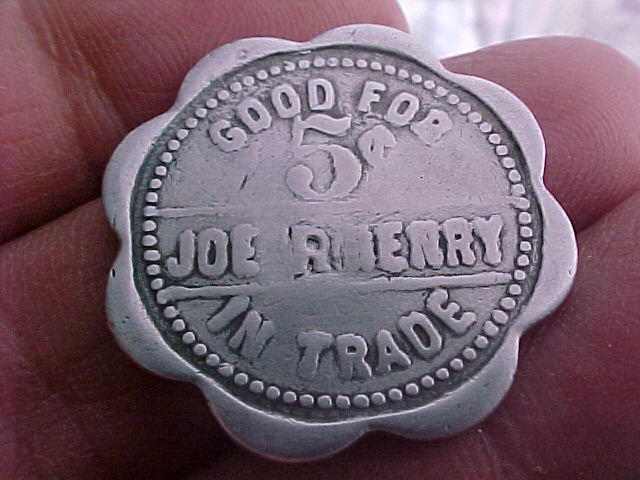 GOOD FOR
5¢
JOE R HENRY
IN TRADE